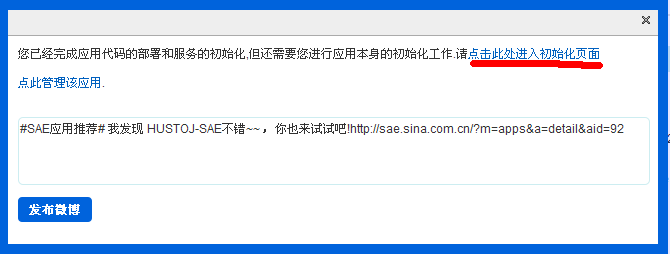 您已经完成应用代码的部署和服务的初始化,但还需要您进行应用本身的初始化工作.请点击此处进入初始化页面
点此管理该应用.
#SAE应用推荐# 我发现 HUSTOJ-SAE不错~~ ，你也来试试吧!http://sae.sina.com.cn/?m=apps&a=detail&aid=92
发布微博